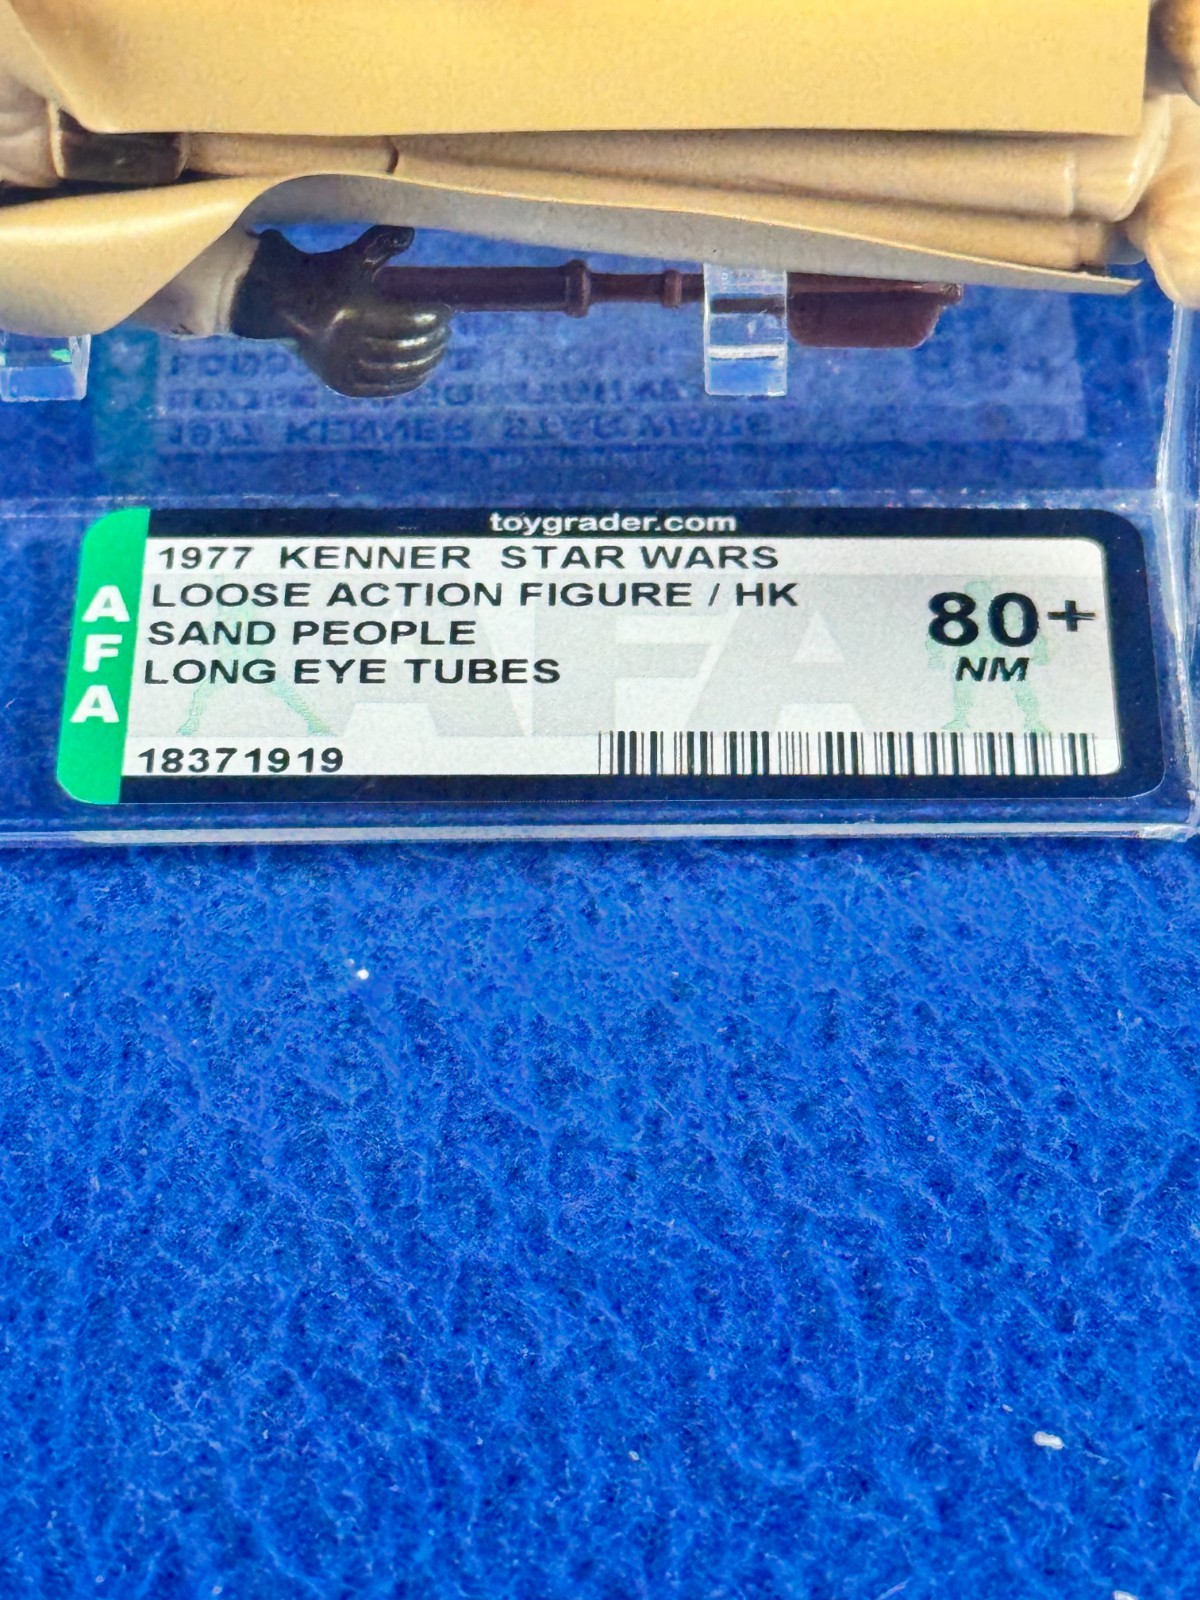 toygrader.com
AFA
1977 KENNER STAR WARS
LOOSE ACTION FIGURE / HK
SAND PEOPLE
LONG EYE TUBES
80+
NM
18371919